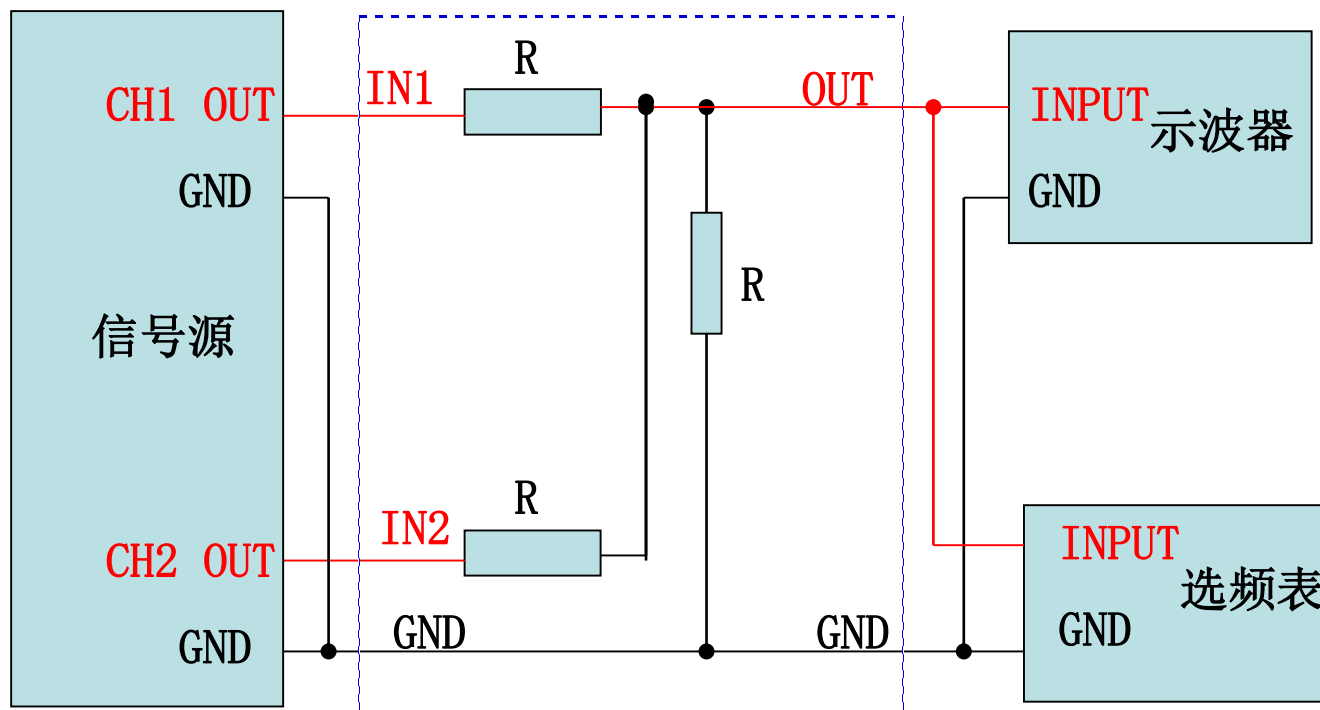 R
IN1
OUT
CH1 OUT
INPUT
示波器
GND
GND
R
信号源
R
IN2
INPUT
CH2 OUT
选频表
GND
GND
GND
GND